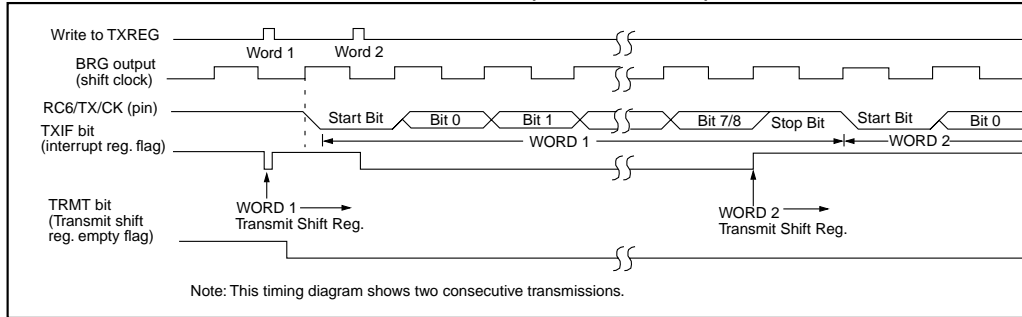 Write to TXREG
Word 1 Word 2
BRG output
(shift clock)
RC6/TX/CK (pin)
Start Bit Bit 0 Bit 1 Bit 7/8 Stop Bit Start Bit Bit 0
TXIF bit
(interrupt reg. flag)
WORD 1 WORD 2
TRMT bit
(Transmit shift
reg. empty flag)
WORD 1
Transmit Shift Reg.
WORD 2
Transmit Shift Reg.
Note: This timing diagram shows two consecutive transmissions.